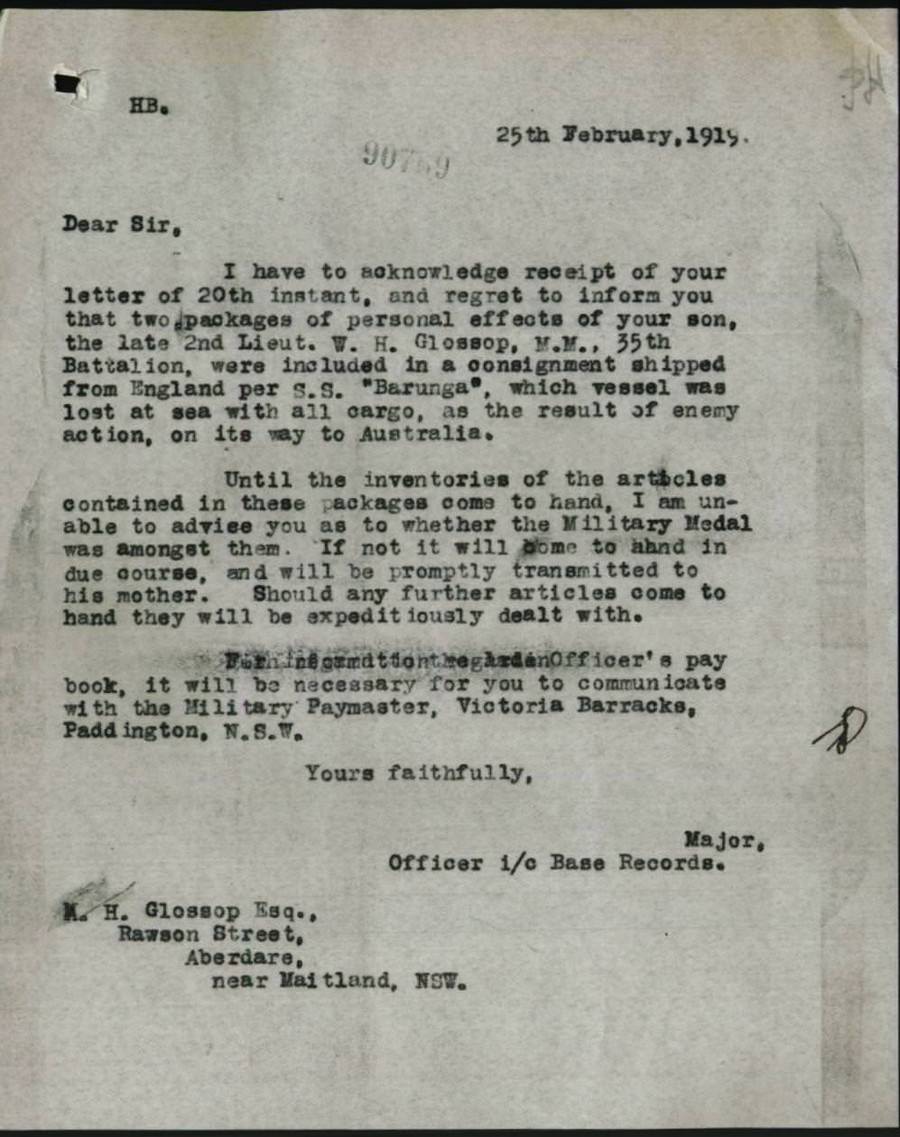 HB.
25th February, 1919.
Dear Sir,
I have to acknowledge receipt of your
letter of 20th instant, and regret to inform you
that two packages of personal effects of your son,
the late 2nd Lieut. W. H. Glossop, M.M., 35th
Battalion, were included in a consignment shipped
from England per S.S. "Barunga", which vessel was
lost at sea with all cargo, as the result of enemy
action, on its way to Australia.
Until the inventories of the articles
contained in these packages come to hand, I am un-
able to advise you as to whether the Military Medal
was amongst them. If not it will come to hand in
due course, and will be promptly transmitted to
his mother. Should any further articles come to
hand they will be expeditiously dealt with.
Officer's pay
book, it will be necessary for you to communicate
with the Military Paymaster, Victoria Barracks,
Paddington, N.S.W.
Yours faithfully,
Major,
Officer i/c Base Records.
H. Glossop Esq.,
Rawson Street,
Aberdare,
near Maitland, NSW.